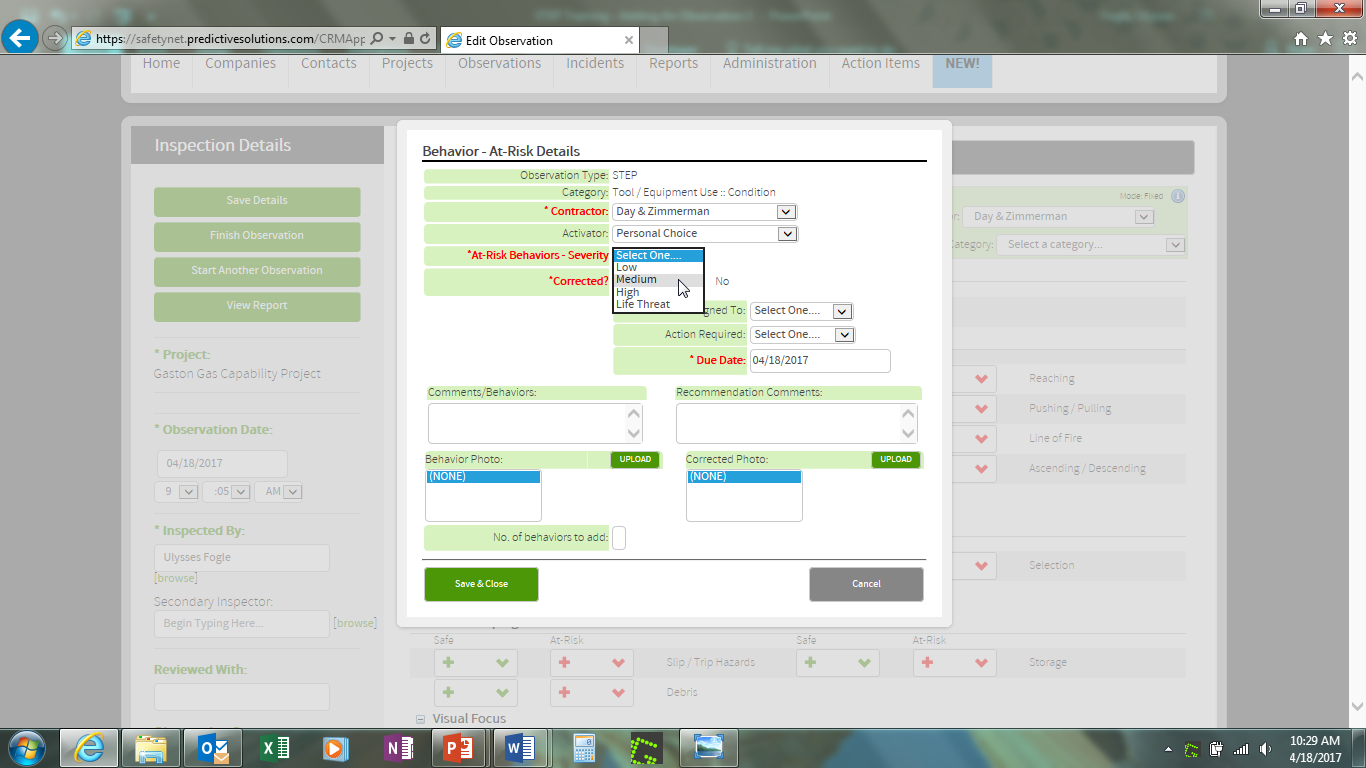 https://safetynet.predictivesolutions.com/CRMApp
Edit Observation
Home Companies Contacts Projects Observations Incidents Reports Administration Action Items NEW!
Inspection Details
Save Details
Finish Observation
Start Another Observation
View Report
* Project:
Gaston Gas Capability Project
* Observation Date:
04/18/2017
9 :05 AM
* Inspected By:
Ulysses Fogle
[browse]
Secondary Inspector:
Begin Typing Here... [browse]
Reviewed With:
Behavior - At-Risk Details
Observation Type: STEP
Category: Tool / Equipment Use :: Condition
* Contractor: Day & Zimmerman
Activator: Personal Choice
*At-Risk Behaviors - Severity Select One....
Low
Medium
High
Life Threat
*Corrected? No
gned To: Select One....
Action Required: Select One....
* Due Date: 04/18/2017
Comments/Behaviors: Recommendation Comments:
Behavior Photo: UPLOAD Corrected Photo: UPLOAD
(NONE) (NONE)
No. of behaviors to add:
Save & Close Cancel
Mode: Fixed
r: Day & Zimmerman
Category: Select a category...
Reaching
Pushing / Pulling
Line of Fire
Ascending / Descending
Selection
Safe At-Risk Safe At-Risk
Slip / Trip Hazards Storage
Debris
Visual Focus
10:29 AM
4/18/2017